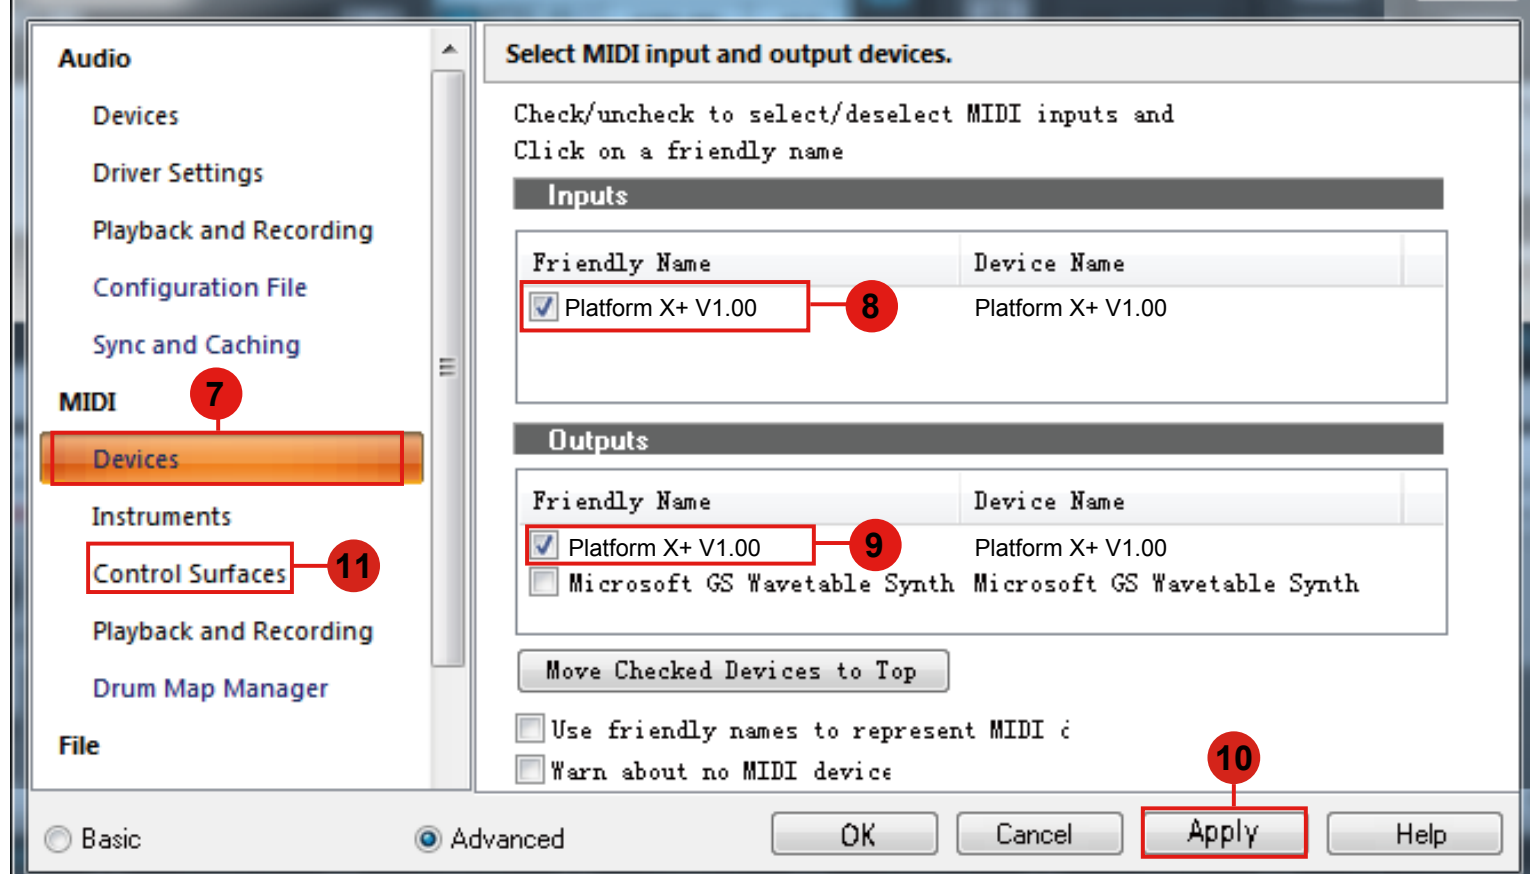 Audio
Devices
Driver Settings
Playback and Recording
Configuration File
Sync and Caching
MIDI
7
Devices
Instruments
Control Surfaces
11
Playback and Recording
Drum Map Manager
File
Basic
Advanced
Select MIDI input and output devices.
Check/uncheck to select/deselect MIDI inputs and
Click on a friendly name
Inputs
Friendly Name Device Name
Platform X+ V1.00 8 Platform X+ V1.00
Outputs
Friendly Name Device Name
Platform X+ V1.00 9 Platform X+ V1.00
Microsoft GS Wavetable Synth Microsoft GS Wavetable Synth
Move Checked Devices to Top
Use friendly names to represent MIDI
Warn about no MIDI device
10
OK Cancel Apply Help